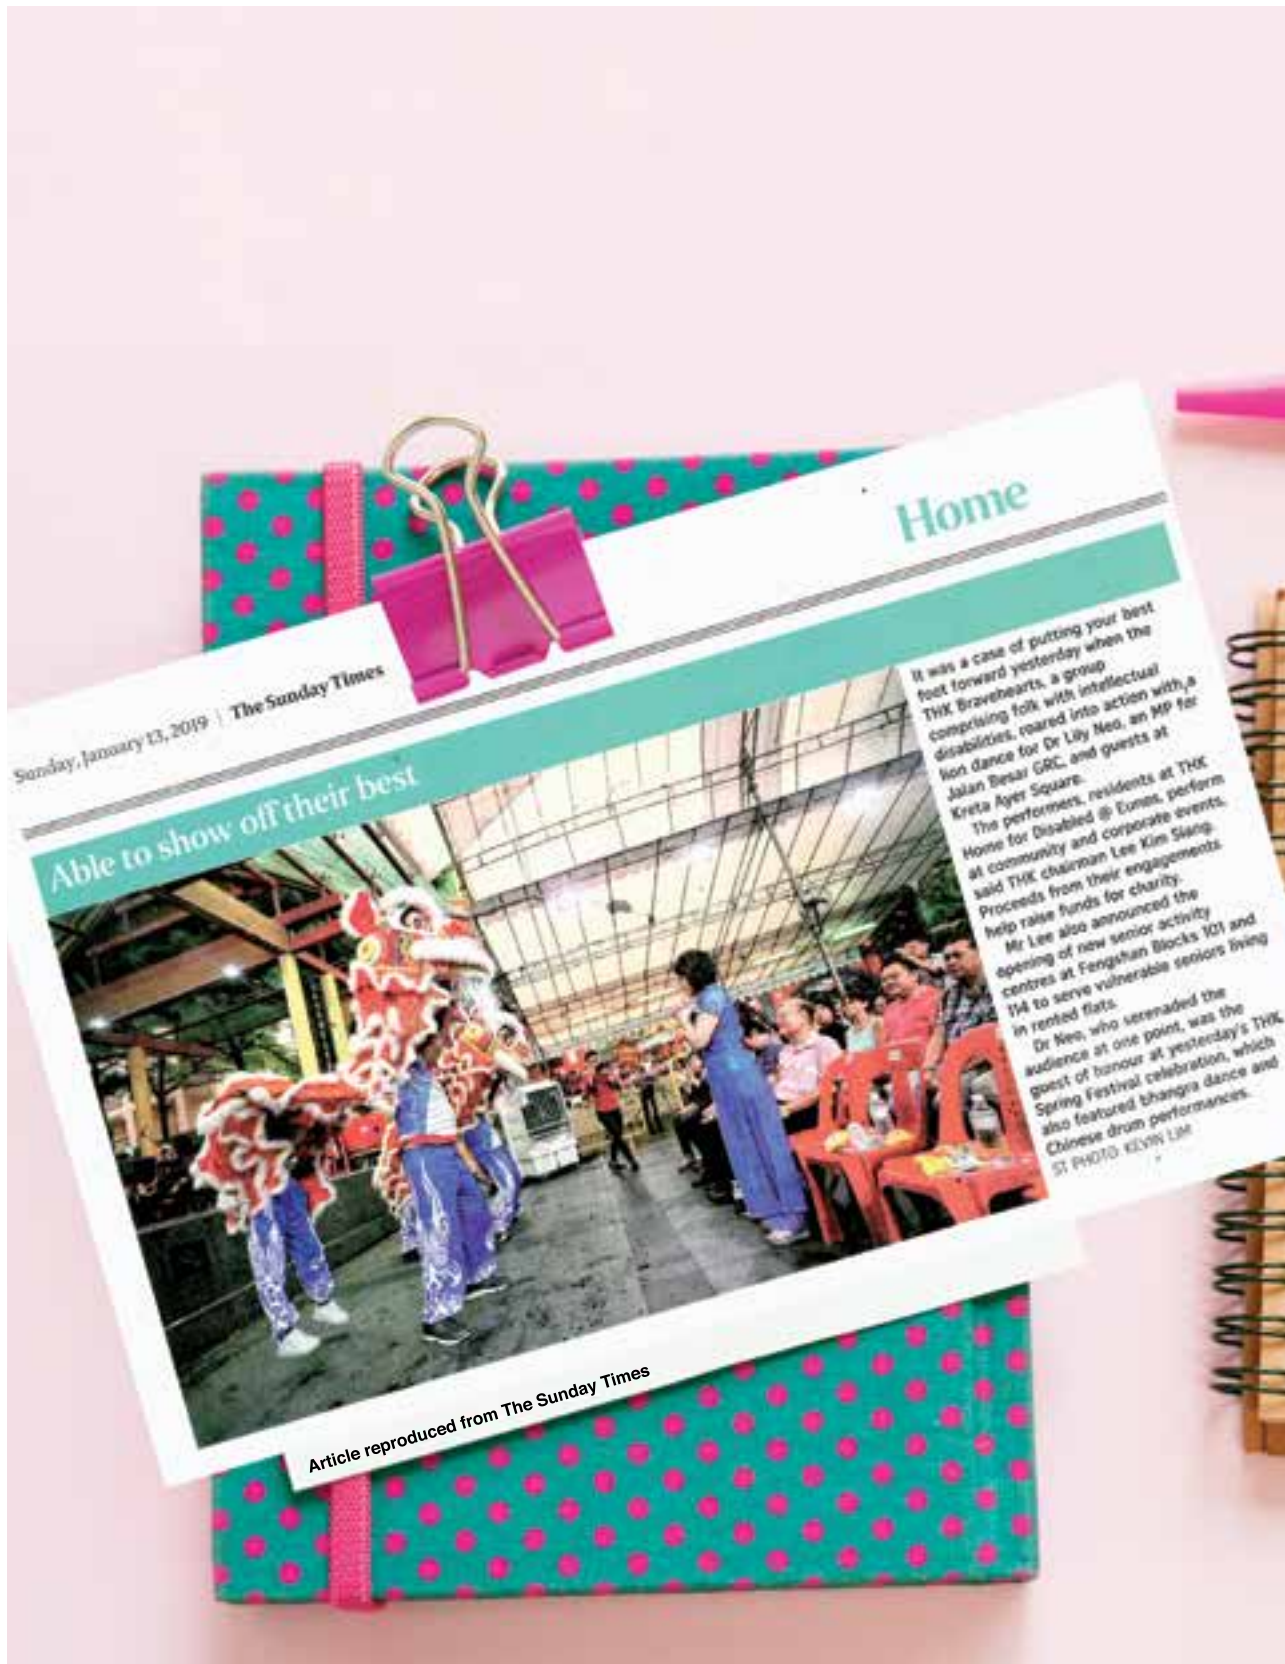 Home
Sunday, January 13, 2019 | The Sunday Times
Able to show off their best
It was a case of putting your best
foot forward yesterday when the
THK Bravehearts, a group
comprising folk with intellectual
disabilities, roared into action with a
lion dance for Dr Lily Neo, an MP for
Jalan Besar GRC, and guests at
Kreta Ayer Square.
The performers, residents at THK
Home for Disabled @ Eunos, perform
at community and corporate events,
said THK chairman Lee Kim Siang.
Proceeds from their engagements
help raise funds for charity.
Mr Lee also announced the
opening of new senior activity
centres at Fengshan Blocks 101 and
114 to serve vulnerable seniors living
in rented flats.
Dr Neo, who serenaded the
audience at one point, was the
guest of honour at yesterday's THK
Spring Festival celebration, which
also featured bhangra dance and
Chinese drum performances.
ST PHOTO: KEVIN LIM
Article reproduced from The Sunday Times